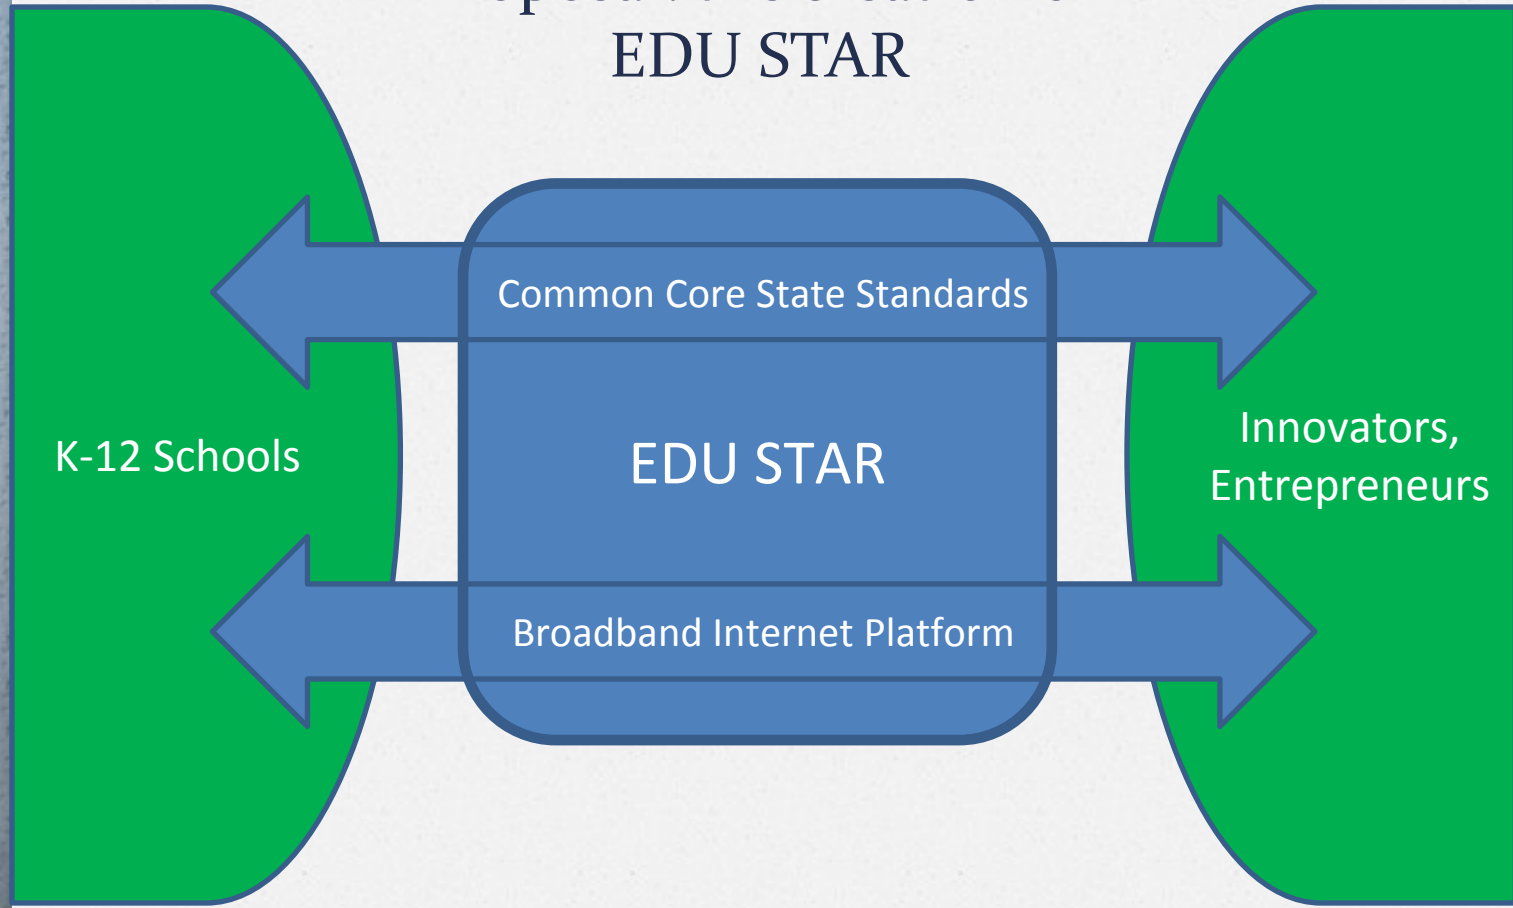 EDU STAR
Common Core State Standards
K-12 Schools
EDU STAR
Innovators,
Entrepreneurs
Broadband Internet Platform